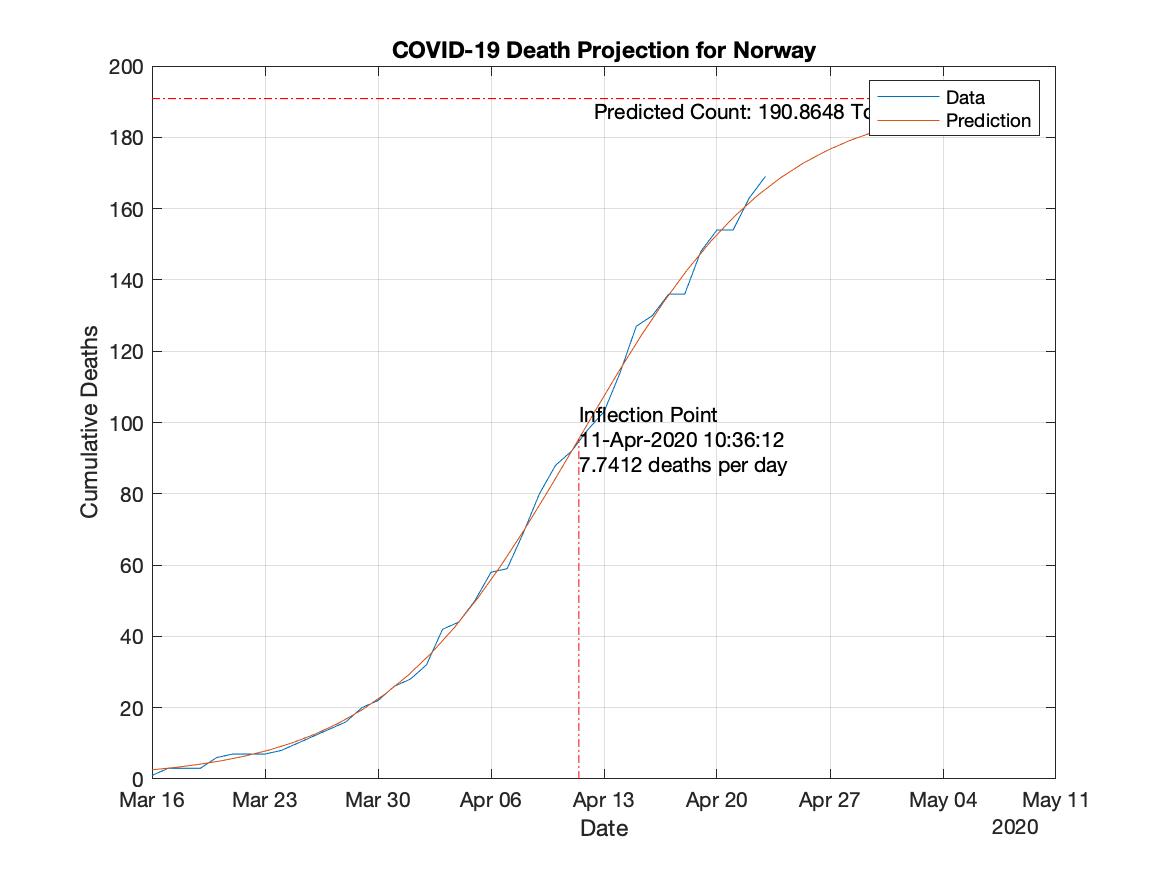 COVID-19 Death Projection for Norway
200
180
160
140
120
100
80
60
40
20
0
Cumulative Deaths
Predicted Count: 190.8648
Data
Prediction
Inflection Point
11-Apr-2020 10:36:12
7.7412 deaths per day
Mar 16 Mar 23 Mar 30 Apr 06 Apr 13 Apr 20 Apr 27 May 04 May 11
Date
2020